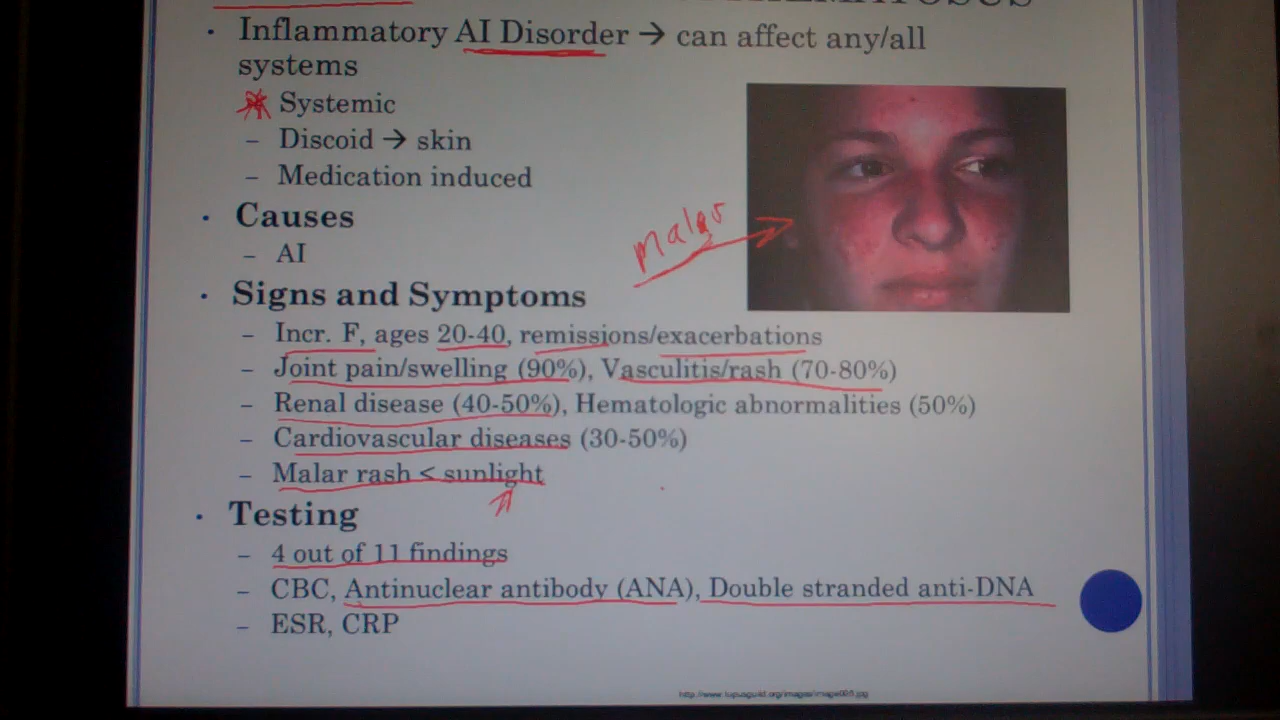 • Inflammatory AI Disorder → can affect any/all
systems
Systemic
– Discoid → skin
– Medication induced
malar
• Causes
– AI
• Signs and Symptoms
– Incr. F, ages 20-40, remissions/exacerbations
– Joint pain/swelling (90%), Vasculitis/rash (70-80%)
– Renal disease (40-50%), Hematologic abnormalities (50%)
– Cardiovascular diseases (30-50%)
– Malar rash < sunlight
• Testing
– 4 out of 11 findings
– CBC, Antinuclear antibody (ANA), Double stranded anti-DNA
– ESR, CRP